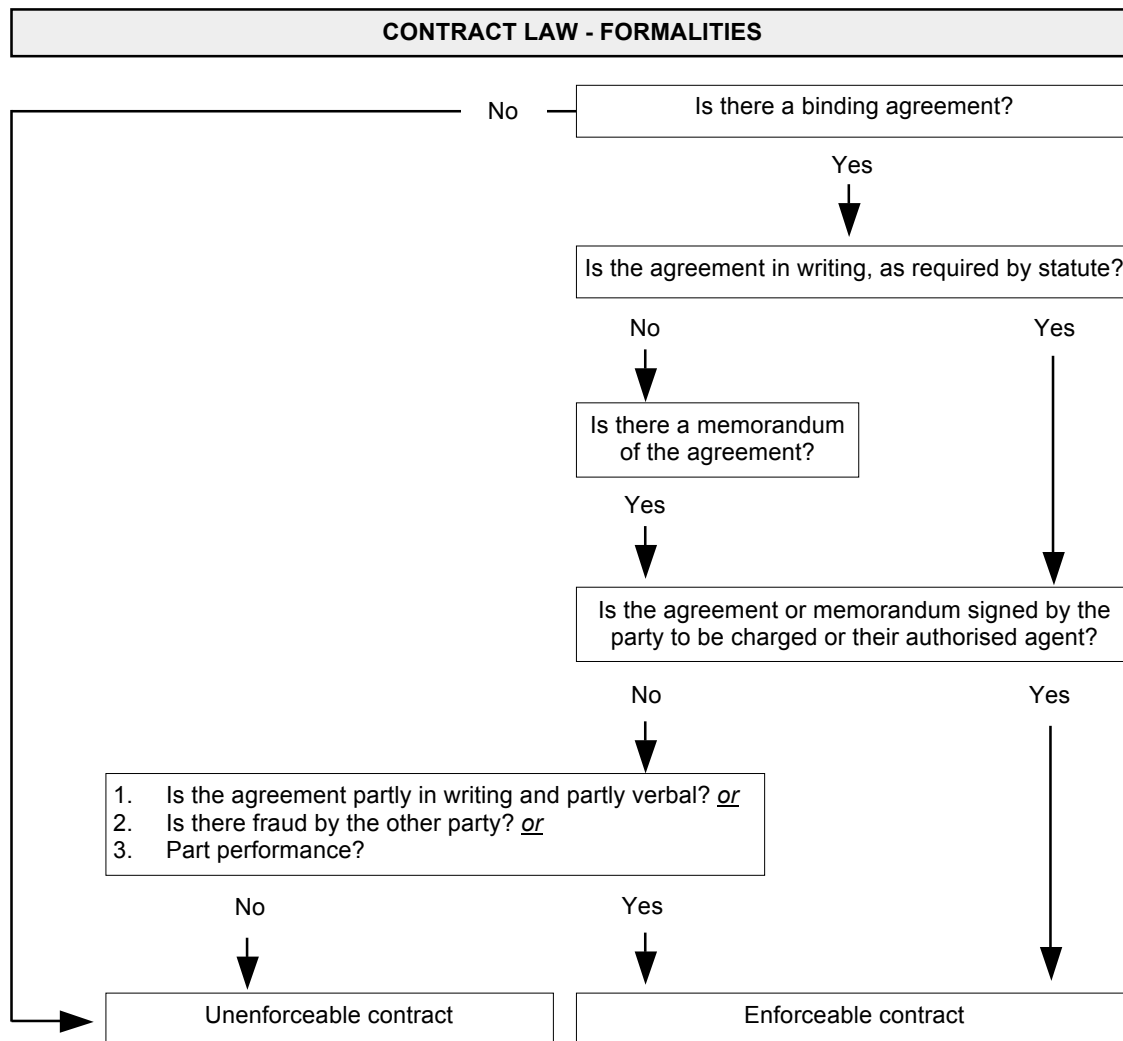 CONTRACT LAW - FORMALITIES
No
Is there a binding agreement?
Yes
Is the agreement in writing, as required by statute?
No
Yes
Is there a memorandum
of the agreement?
Yes
Is the agreement or memorandum signed by the
party to be charged or their authorised agent?
No
Yes
1. Is the agreement partly in writing and partly verbal? or
2. Is there fraud by the other party? or
3. Part performance?
No
Yes
Unenforceable contract
Enforceable contract